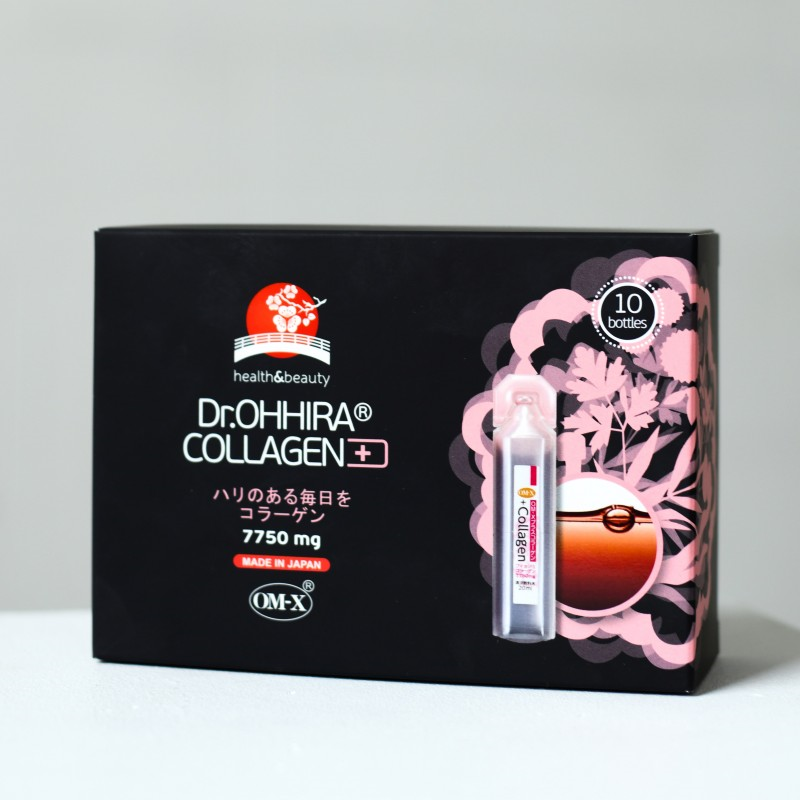 10
bottles
health&beauty
Dr.OHHIRA®
COLLAGEN+
ハリのある毎日を
コラーゲン
7750 mg
MADE IN JAPAN
OM-X®
OM-X
+ Collagen